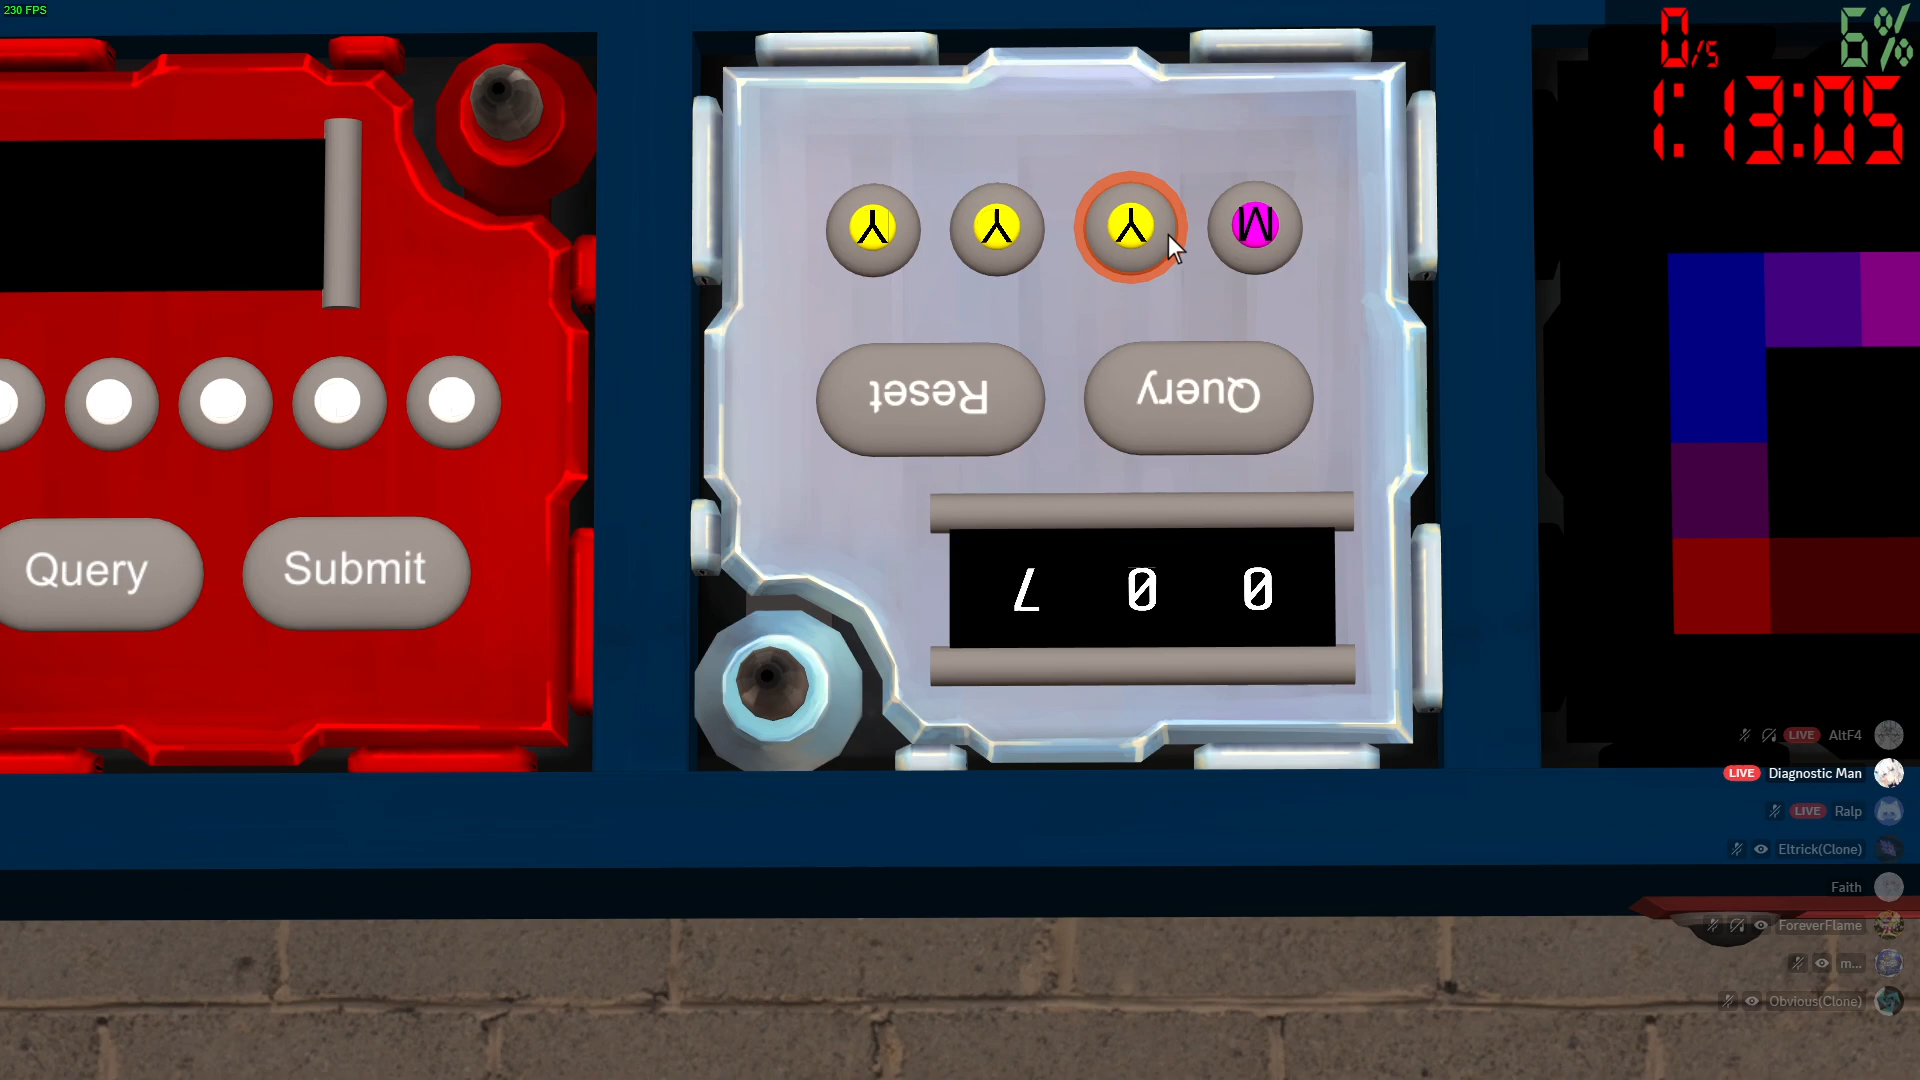 230 FPS
0/5 6%
1:13:05
M Y Y Y
Query Reset
0 0 7
Query Submit
LIVE AltF4
LIVE Diagnostic Man
LIVE Ralp
Eltrick(Clone)
Faith
ForeverFlame
m...
Obvious(Clone)